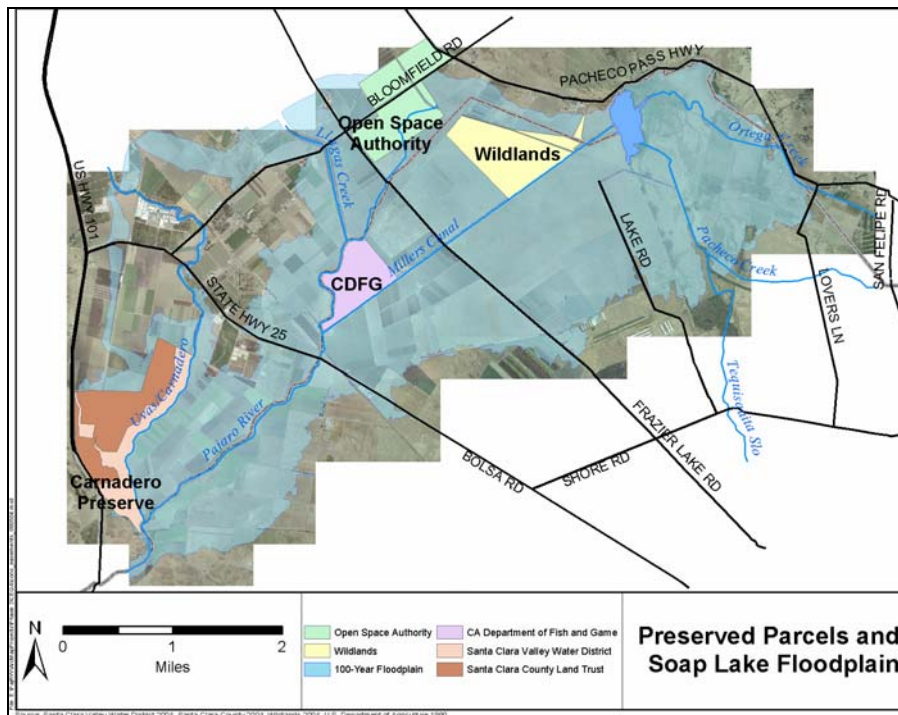 BLOOMFIELD RD
PACHECO PASS HWY
Open Space
Authority
Llagas Creek
Wildlands
Ortega Creek
US HWY 101
SAN FELIPE RD
LAKE RD
Millers Canal
Pacheco Creek
CDFG
LOVERS LN
STATE HWY 25
Uvas Carnadero
Tequisquita Slo
Pajaro River
FRAZIER LAKE RD
Carnadero
Preserve
BOLSA RD
SHORE RD
N
0 1 2
Miles
Open Space Authority
Wildlands
100-Year Floodplain
CA Department of Fish and Game
Santa Clara Valley Water District
Santa Clara County Land Trust
Preserved Parcels and
Soap Lake Floodplain